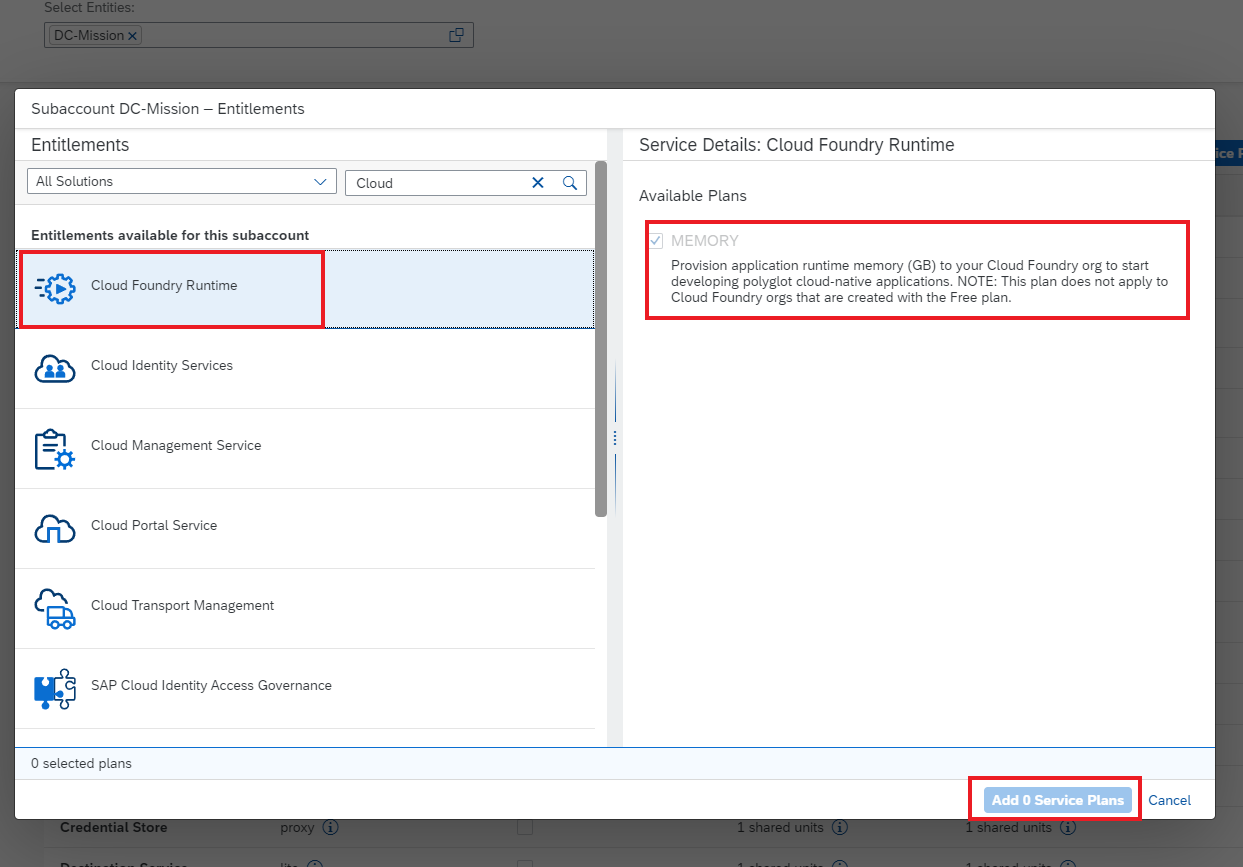 Select Entities:
DC-Mission
Subaccount DC-Mission – Entitlements
Entitlements
All Solutions
Cloud
Entitlements available for this subaccount
Cloud Foundry Runtime
Cloud Identity Services
Cloud Management Service
Cloud Portal Service
Cloud Transport Management
SAP Cloud Identity Access Governance
Service Details: Cloud Foundry Runtime
Available Plans
MEMORY
Provision application runtime memory (GB) to your Cloud Foundry org to start
developing polyglot cloud-native applications. NOTE: This plan does not apply to
Cloud Foundry orgs that are created with the Free plan.
0 selected plans
Add 0 Service Plans
Cancel
Credential Store proxy 1 shared units 1 shared units